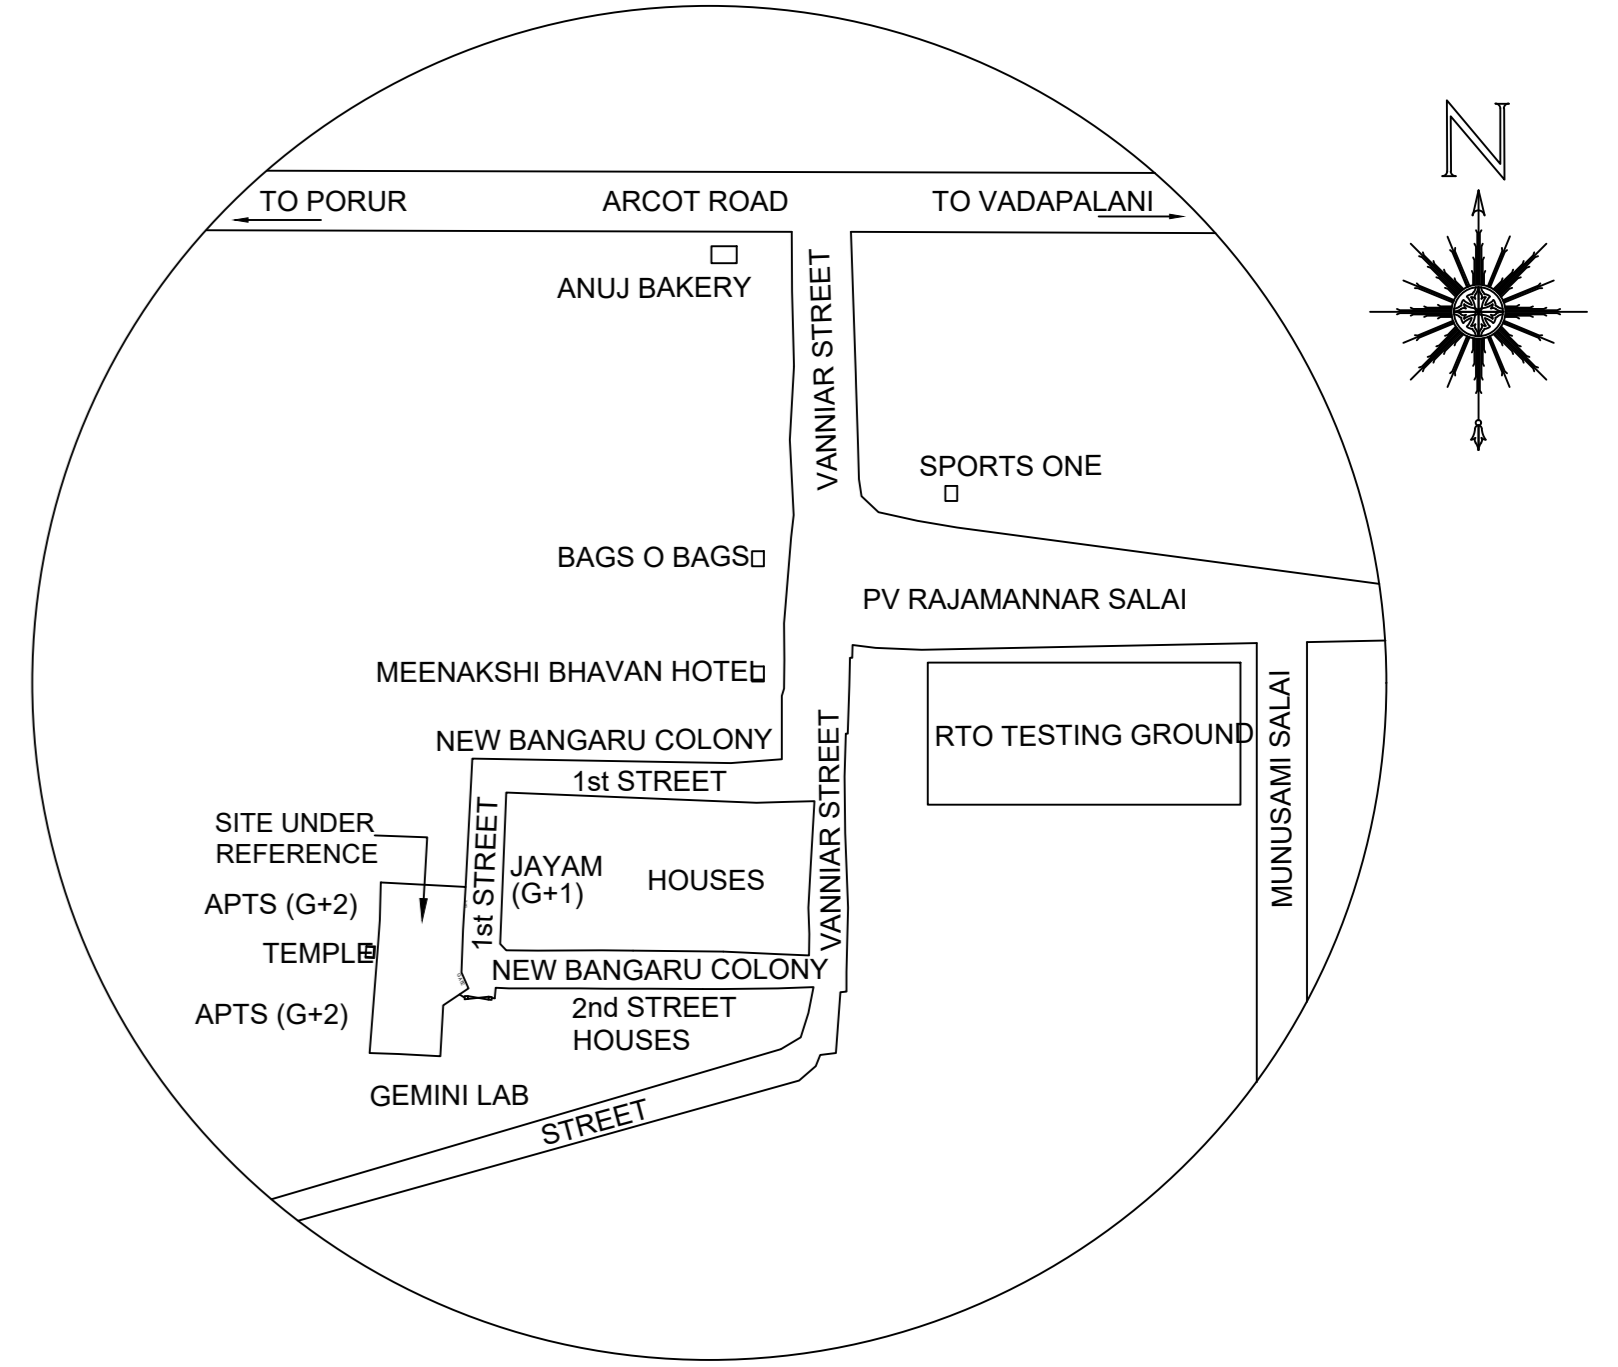 N
TO PORUR
ARCOT ROAD
TO VADAPALANI
ANUJ BAKERY
VANNIAR STREET
SPORTS ONE
BAGS O BAGS
PV RAJAMANNAR SALAI
MEENAKSHI BHAVAN HOTEL
NEW BANGARU COLONY
1st STREET
RTO TESTING GROUND
MUNUSAMI SALAI
VANNIAR STREET
SITE UNDER
REFERENCE
1st STREET
JAYAM
(G+1)
HOUSES
APTS (G+2)
TEMPLE
NEW BANGARU COLONY
2nd STREET
HOUSES
APTS (G+2)
GEMINI LAB
STREET